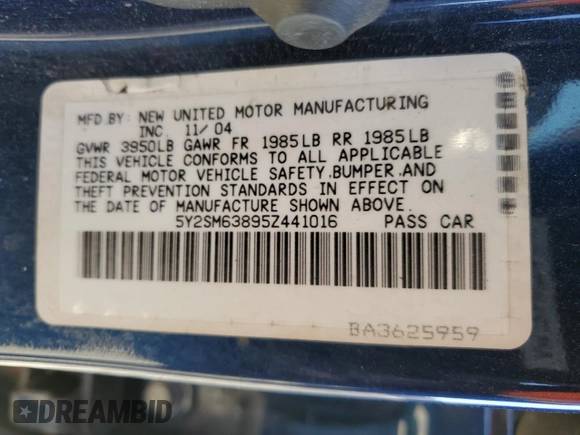 MFD.BY: NEW UNITED MOTOR MANUFACTURING
INC. 11/04
GVWR 3950LB GAWR FR 1985LB RR 1985LB
THIS VEHICLE CONFORMS TO ALL APPLICABLE
FEDERAL MOTOR VEHICLE SAFETY,BUMPER,AND
THEFT PREVENTION STANDARDS IN EFFECT ON
THE DATE OF MANUFACTURE SHOWN ABOVE.
5Y2SM63895Z441016 PASS CAR
BA3625959
DREAMBID